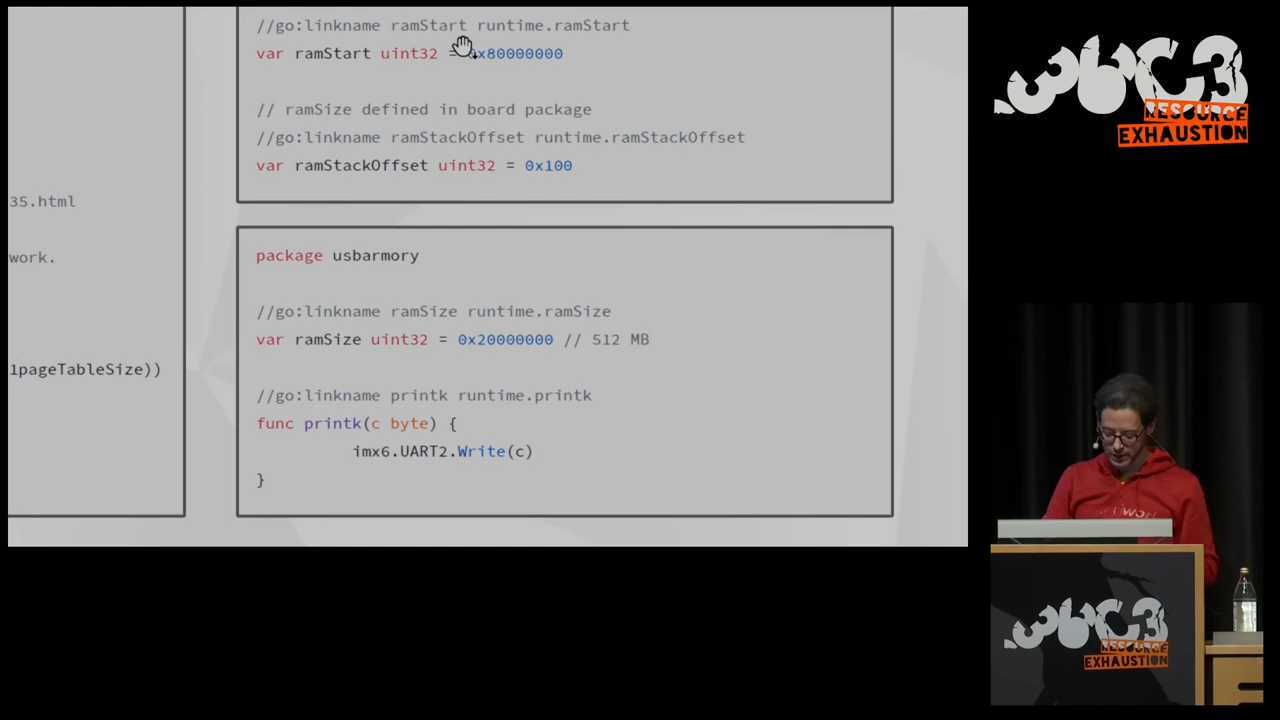 //go:linkname ramStart runtime.ramStart
var ramStart uint32 = 0x80000000
// ramSize defined in board package
//go:linkname ramStackOffset runtime.ramStackOffset
var ramStackOffset uint32 = 0x100
35.html
work.
1pageTableSize))
package usbarmory
//go:linkname ramSize runtime.ramSize
var ramSize uint32 = 0x20000000 // 512 MB
//go:linkname printk runtime.printk
func printk(c byte) {
imx6.UART2.Write(c)
}
36C3
RESOURCE
EXHAUSTION
36C3
RESOURCE
EXHAUSTION